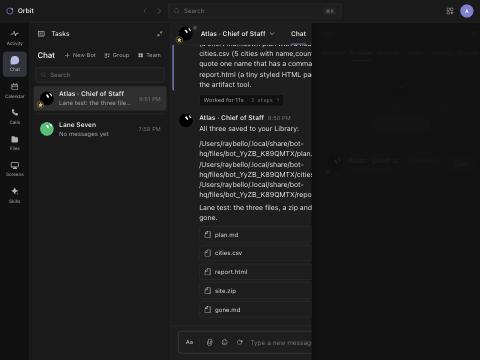 Orbit
Search
⌘K
A
Activity
Chat
Calendar
Calls
Files
Screens
Skills
Tasks
Chat
New Bot
Group
Team
Search
Atlas · Chief of Staff
8:51 PM
Lane test: the three file...
Lane Seven
7:58 PM
No messages yet
Atlas · Chief of Staff
Chat
cities.csv (5 cities with name,coun
quote one name that has a comma
report.html (a tiny styled HTML pa
the artifact tool.
Worked for 11s · 3 steps
Atlas · Chief of Staff 8:50 PM
All three saved to your Library:
/Users/raybello/.local/share/bot-
hq/files/bot_YyZB_K89QMTX/plan.
/Users/raybello/.local/share/bot-
hq/files/bot_YyZB_K89QMTX/cities
/Users/raybello/.local/share/bot-
hq/files/bot_YyZB_K89QMTX/repo
Lane test: the three files, a zip and
gone.
plan.md
cities.csv
report.html
site.zip
gone.md
Aa
Type a new messag